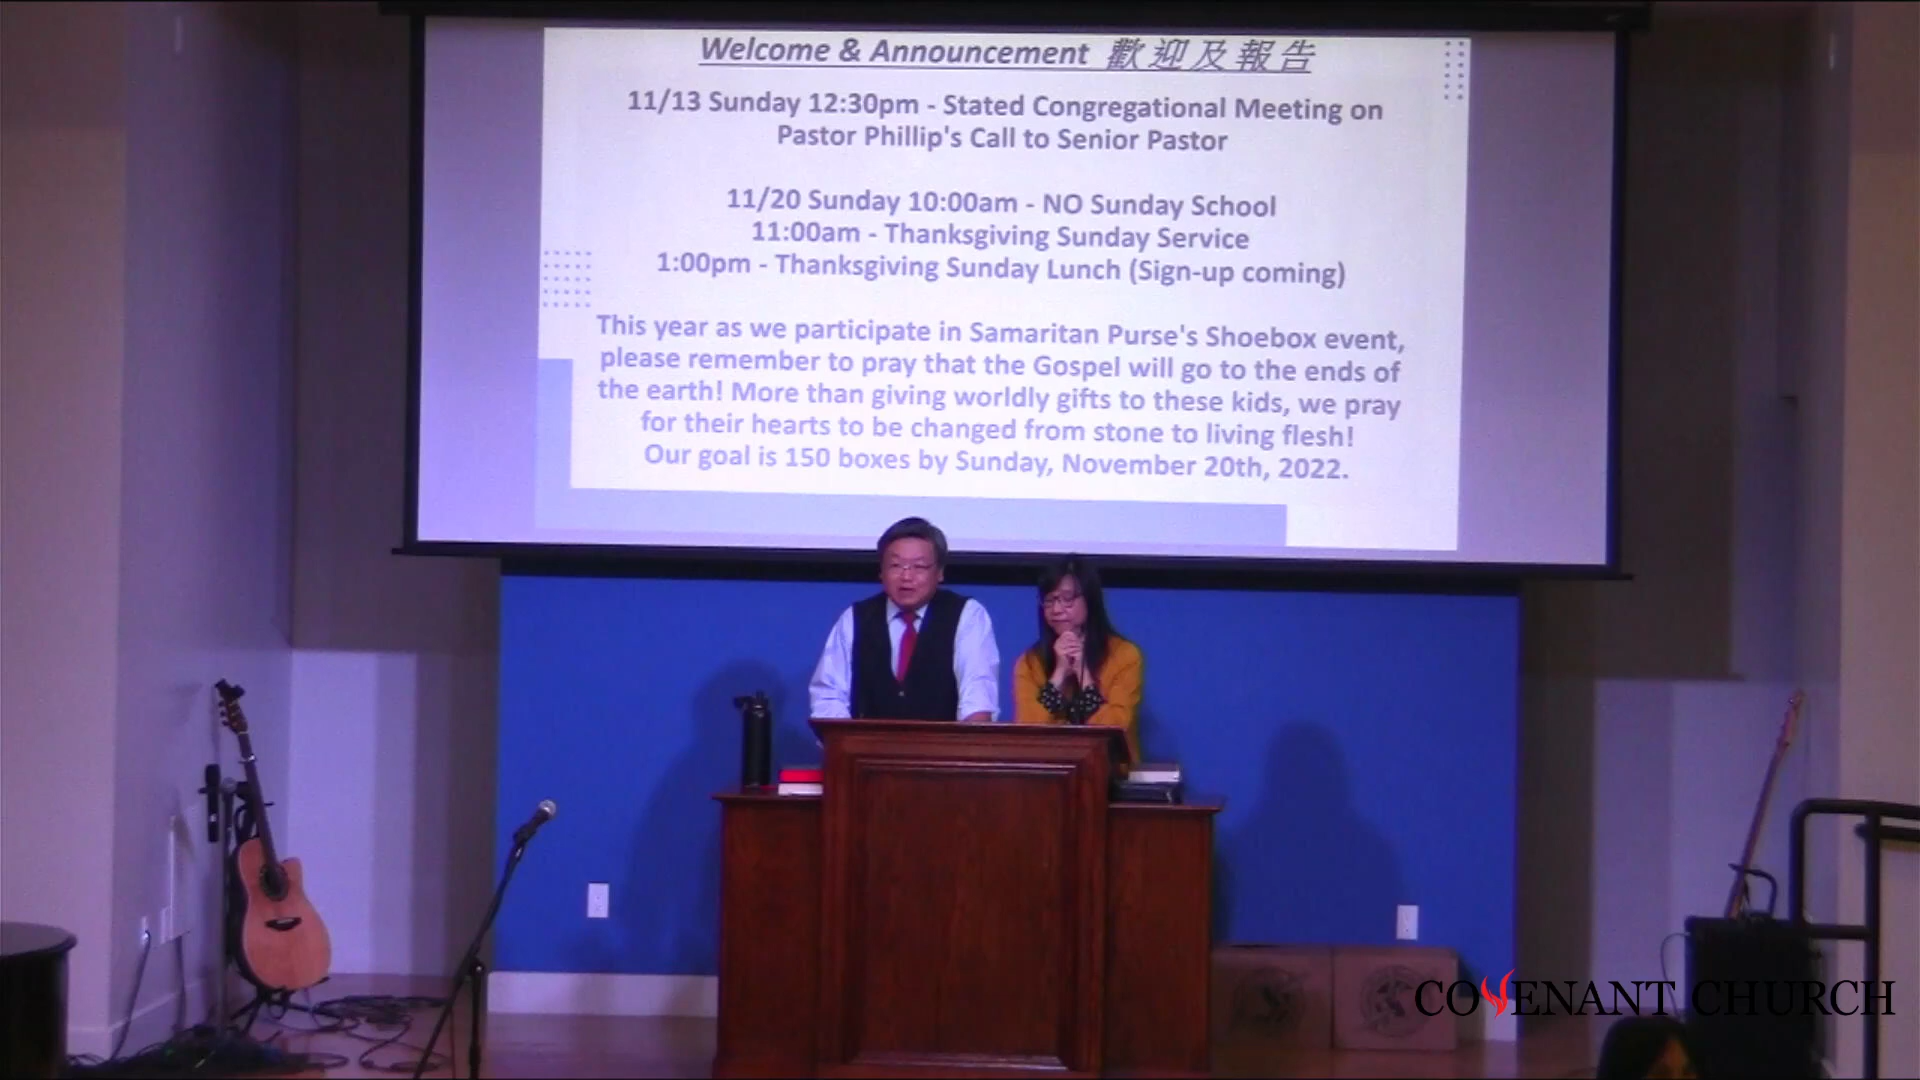 Welcome & Announcement 歡迎及報告
11/13 Sunday 12:30pm - Stated Congregational Meeting on
Pastor Phillip's Call to Senior Pastor
11/20 Sunday 10:00am - NO Sunday School
11:00am - Thanksgiving Sunday Service
1:00pm - Thanksgiving Sunday Lunch (Sign-up coming)
This year as we participate in Samaritan Purse's Shoebox event,
please remember to pray that the Gospel will go to the ends of
the earth! More than giving worldly gifts to these kids, we pray
for their hearts to be changed from stone to living flesh!
Our goal is 150 boxes by Sunday, November 20th, 2022.
COVENANT CHURCH